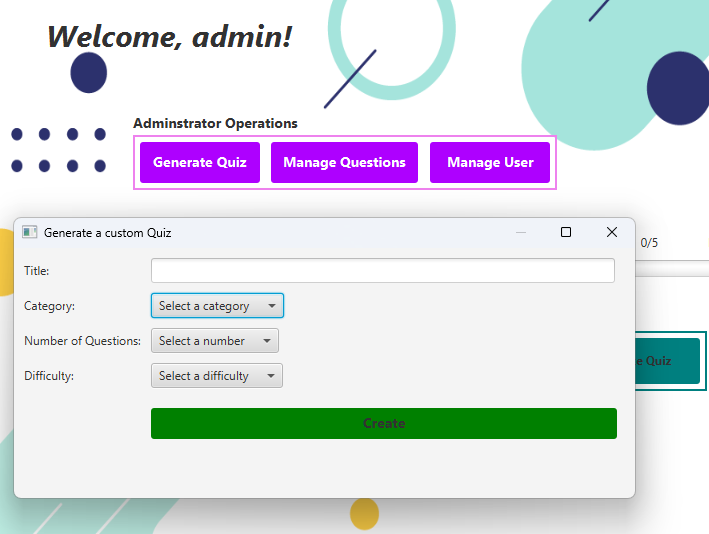 Welcome, admin!
Adminstrator Operations
Generate Quiz Manage Questions Manage User
Generate a custom Quiz
0/5
Title:
Category: Select a category
Number of Questions: Select a number
e Quiz
Difficulty: Select a difficulty
Create